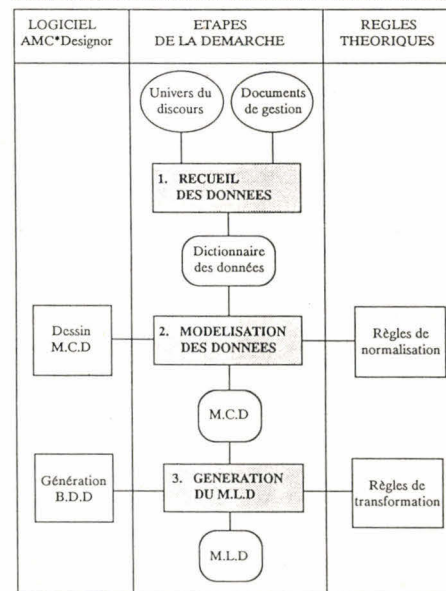 LOGICIEL
AMC*Designor
ETAPES
DE LA DEMARCHE
REGLES
THEORIQUES
Univers du
discours
Documents
de gestion
1. RECUEIL
DES DONNEES
Dictionnaire
des données
Dessin
M.C.D
2. MODELISATION
DES DONNEES
Règles de
normalisation
M.C.D
Génération
B.D.D
3. GENERATION
DU M.L.D
Règles de
transformation
M.L.D